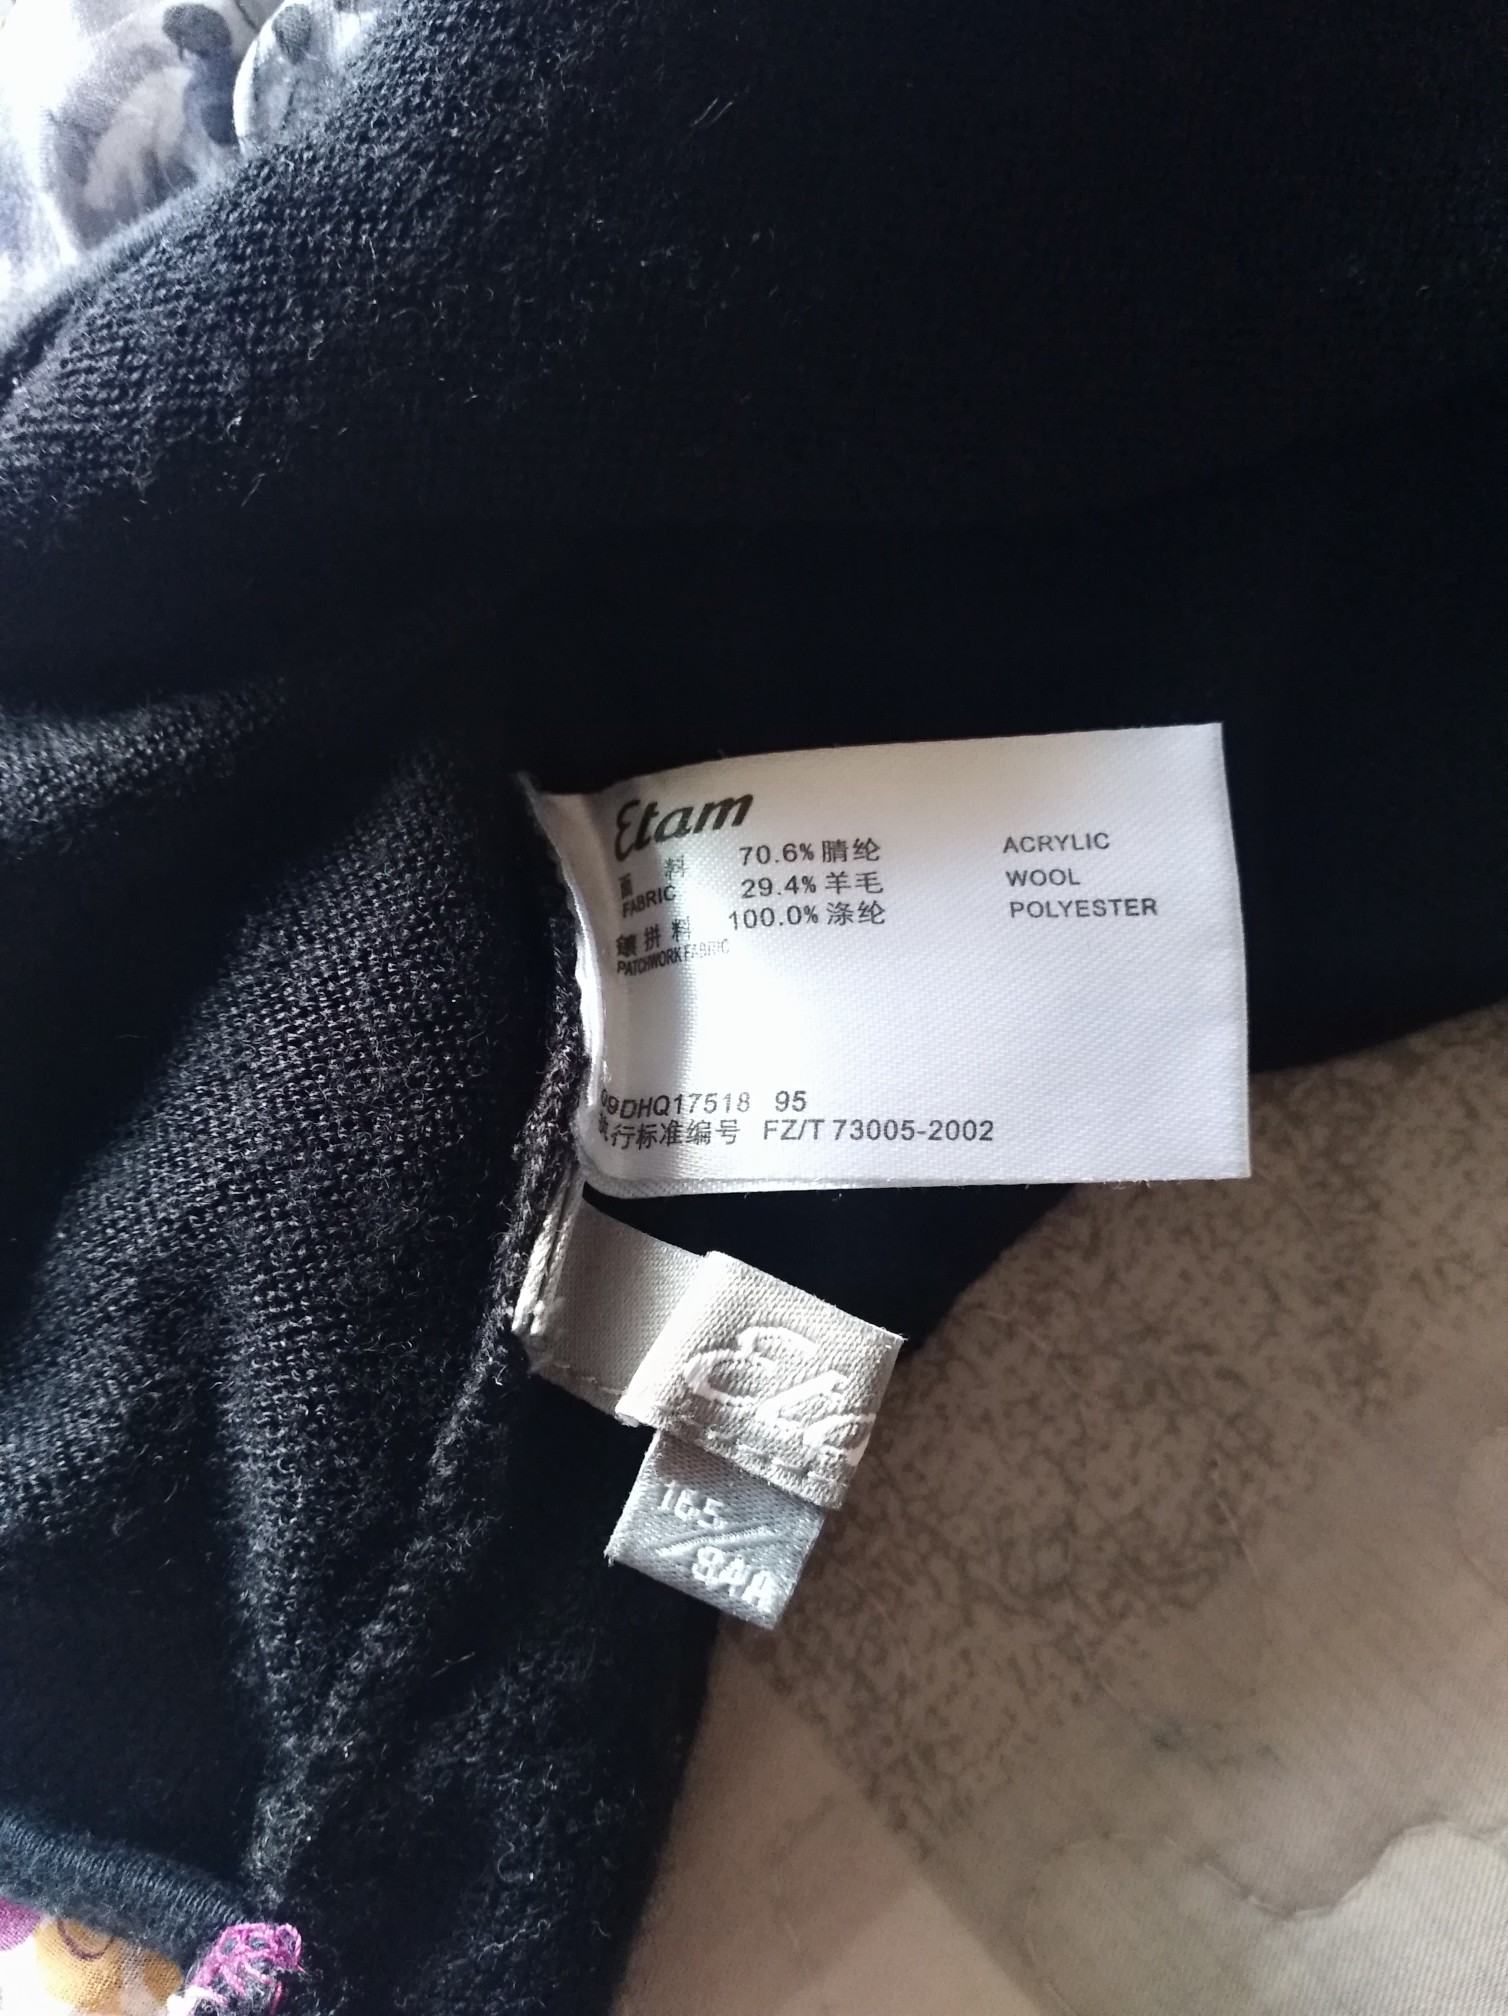 Etam
面 料 70.6% 腈纶 ACRYLIC
FABRIC 29.4% 羊毛 WOOL
镶 拼 料 100.0% 涤纶 POLYESTER
PATCHWORK FABRIC
09DHQ17518 95
执行标准编号 FZ/T 73005-2002
165
/84A